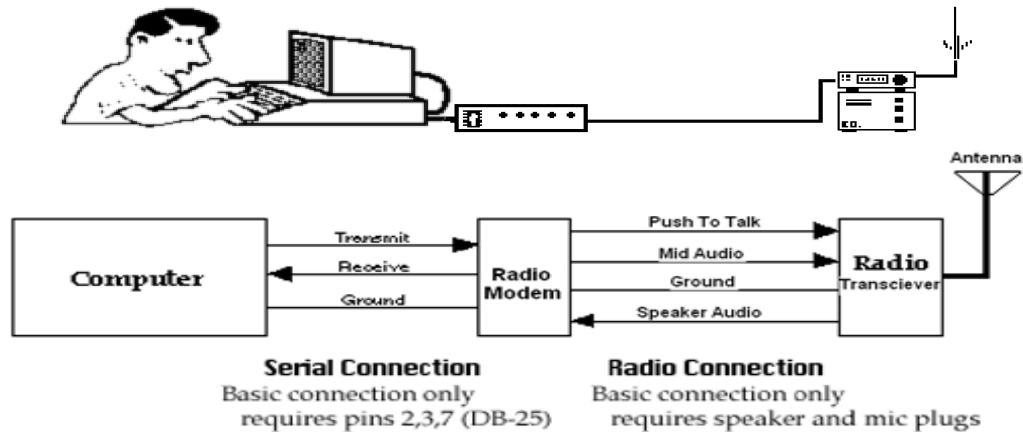 Antenna
Transmit
Receive
Ground
Computer
Radio
Modem
Push To Talk
Mid Audio
Ground
Speaker Audio
Radio
Transciever
Serial Connection
Basic connection only
requires pins 2,3,7 (DB-25)
Radio Connection
Basic connection only
requires speaker and mic plugs